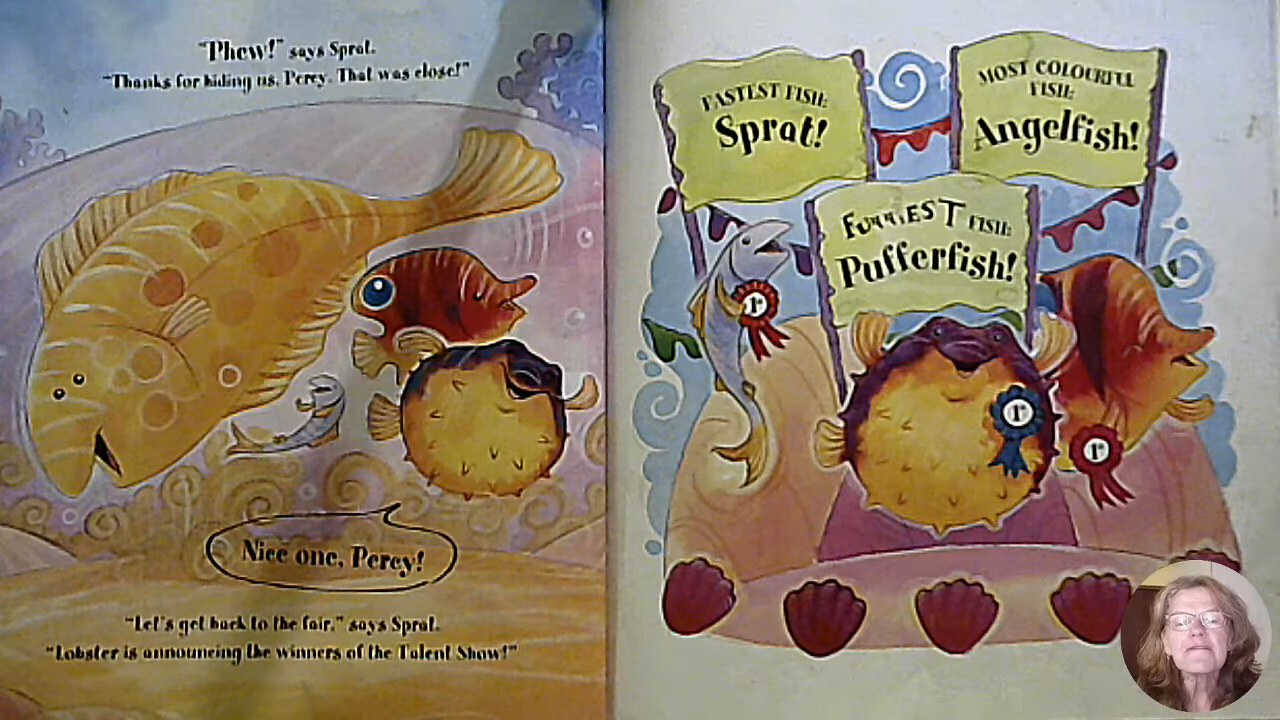 "Phew!" says Sprat.
"Thanks for hiding us, Percy. That was close!"
Nice one, Percy!
"Let's get back to the fair," says Sprat.
"Lobster is announcing the winners of the Talent Show!"
FASTEST FISH:
Sprat!
MOST COLOURFUL
FISH:
Angelfish!
FUNNIEST FISH:
Pufferfish!
1st
1st
1st